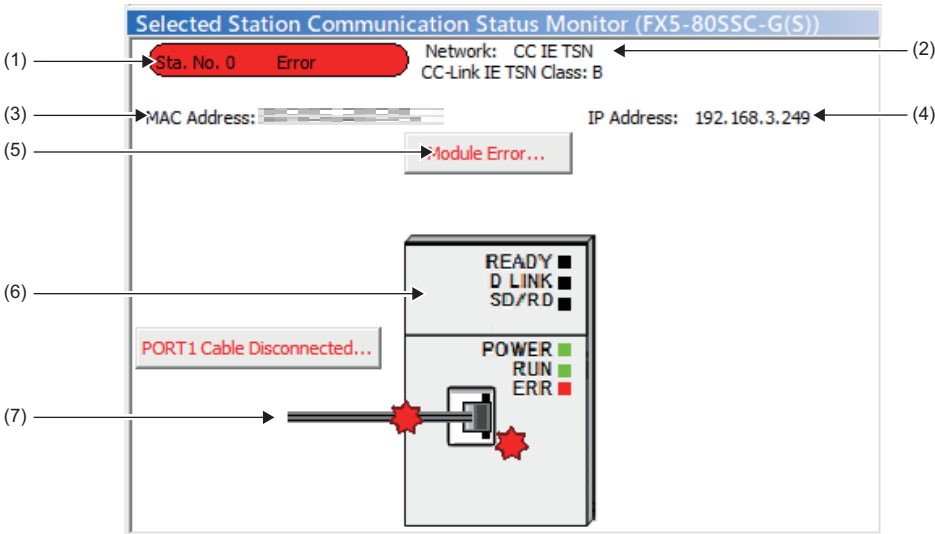 Selected Station Communication Status Monitor (FX5-80SSC-G(S))
(1) Sta. No. 0 Error Network: CC IE TSN (2)
CC-Link IE TSN Class: B
(3) MAC Address: IP Address: 192.168.3.249 (4)
(5) Module Error...
READY
(6) D LINK
SD/RD
PORT1 Cable Disconnected... POWER
RUN
ERR
(7)